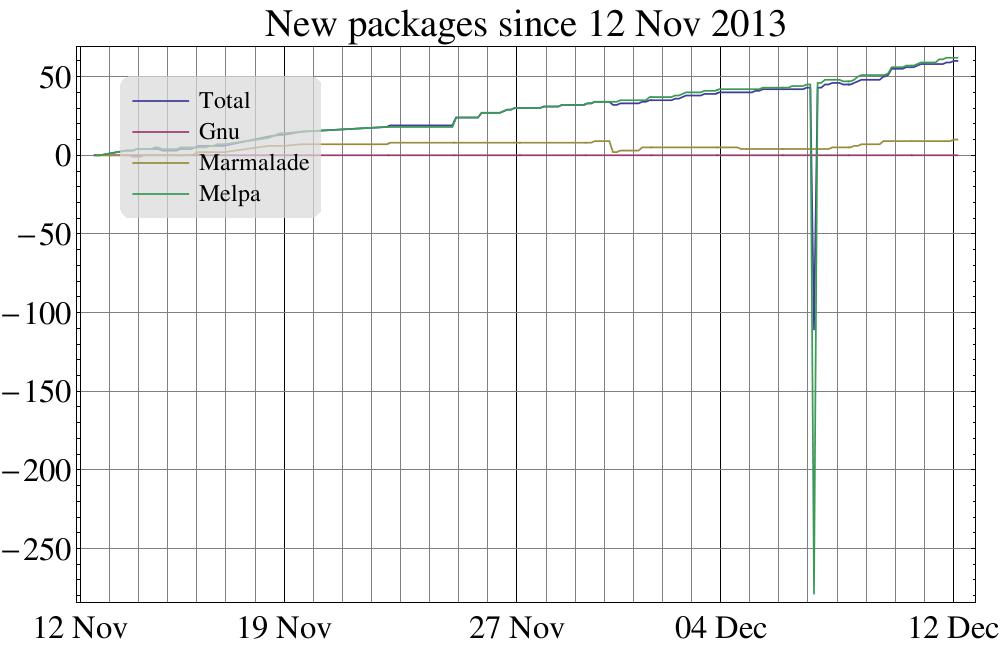 New packages since 12 Nov 2013
50
0
−50
−100
−150
−200
−250
Total
Gnu
Marmalade
Melpa
12 Nov 19 Nov 27 Nov 04 Dec 12 Dec